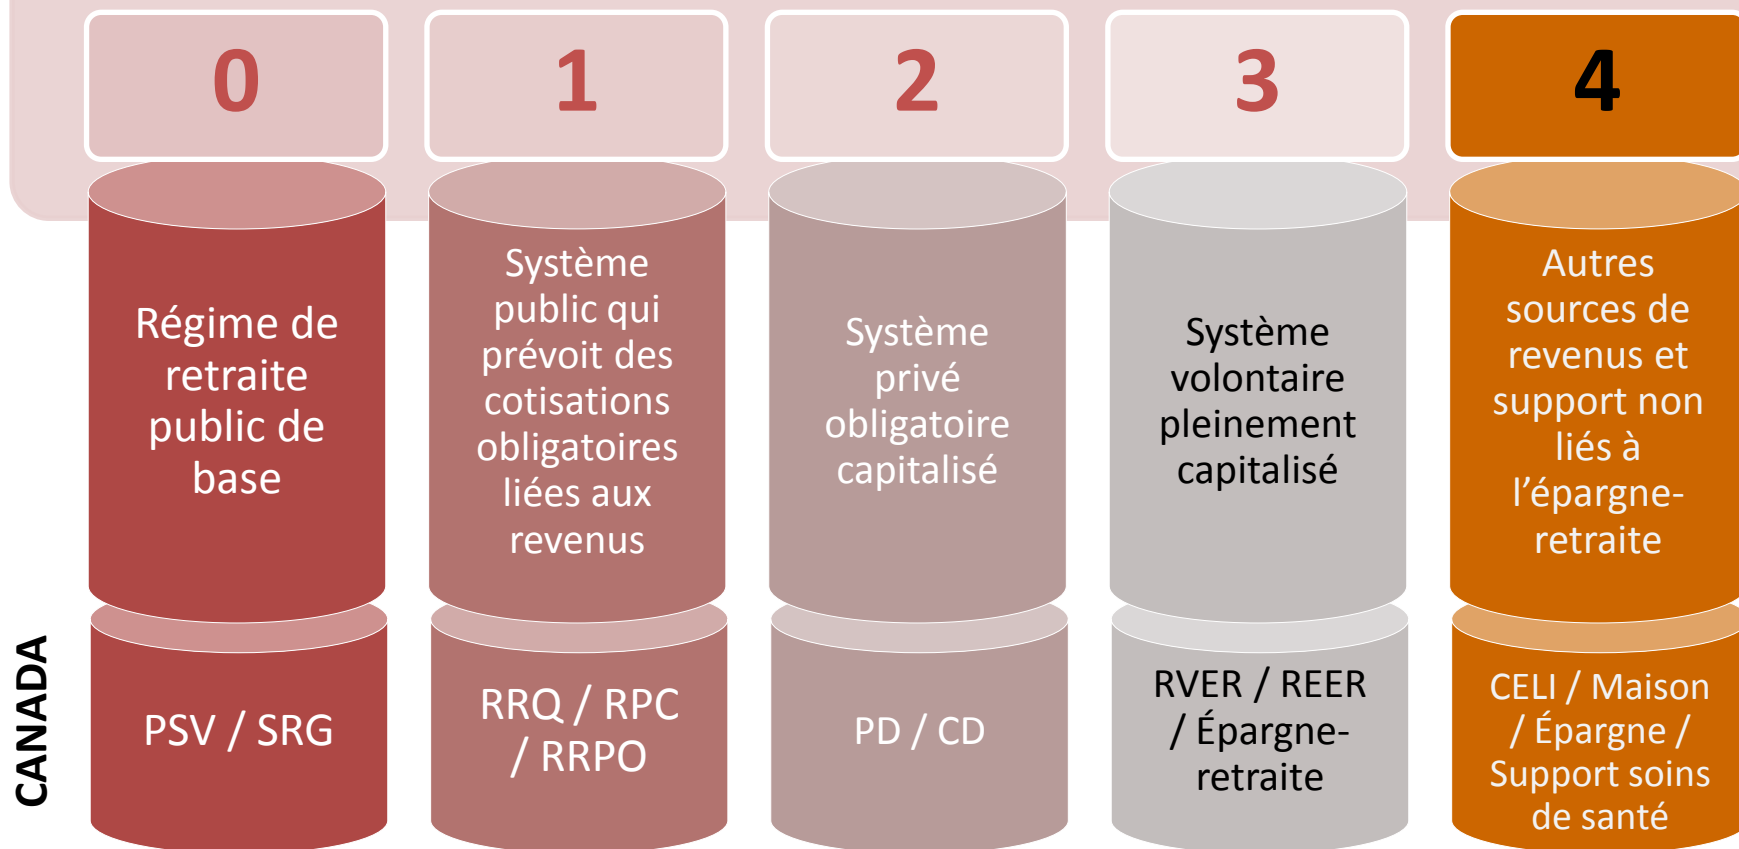 0
1
2
3
4
Régime de
retraite
public de
base
Système
public qui
prévoit des
cotisations
obligatoires
liées aux
revenus
Système
privé
obligatoire
capitalisé
Système
volontaire
pleinement
capitalisé
Autres
sources de
revenus et
support non
liés à
l’épargne-
retraite
CANADA
PSV / SRG
RRQ / RPC
/ RRPO
PD / CD
RVER / REER
/ Épargne-
retraite
CELI / Maison
/ Épargne /
Support soins
de santé